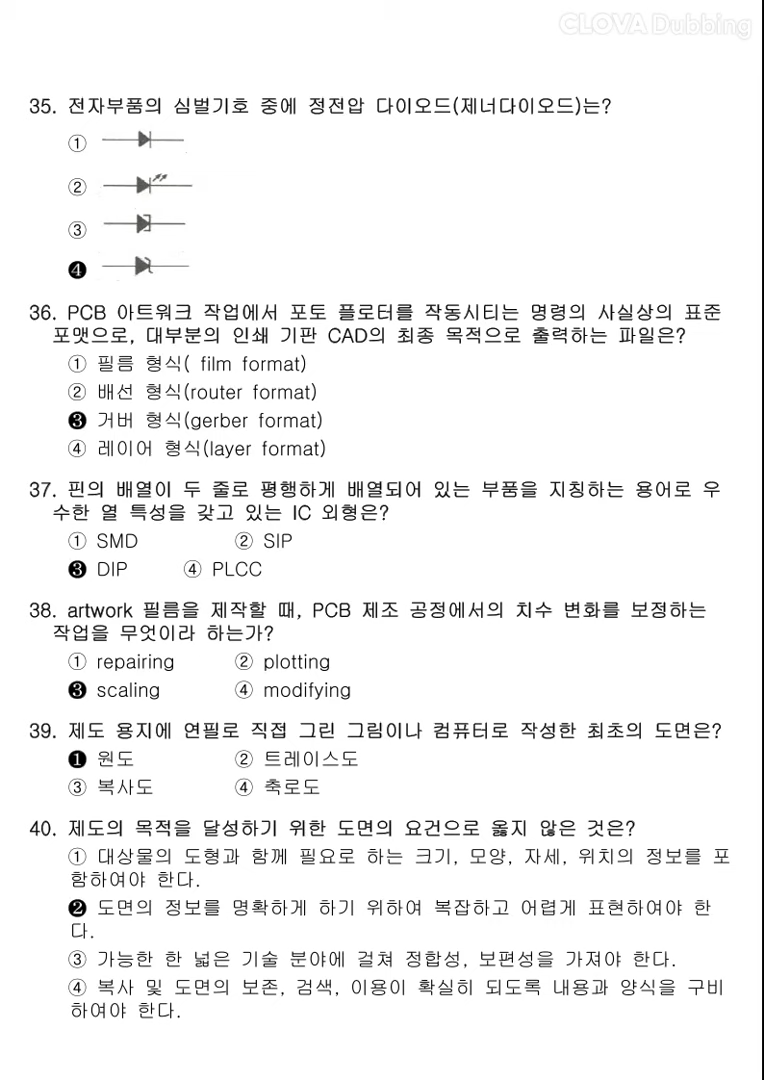 CLOVA Dubbing
35. 전자부품의 심벌기호 중에 정전압 다이오드(제너다이오드)는?
①
②
③
❹
36. PCB 아트워크 작업에서 포토 플로터를 작동시티는 명령의 사실상의 표준
포맷으로, 대부분의 인쇄 기판 CAD의 최종 목적으로 출력하는 파일은?
① 필름 형식( film format)
② 배선 형식(router format)
❸ 거버 형식(gerber format)
④ 레이어 형식(layer format)
37. 핀의 배열이 두 줄로 평행하게 배열되어 있는 부품을 지칭하는 용어로 우
수한 열 특성을 갖고 있는 IC 외형은?
① SMD ② SIP
❸ DIP ④ PLCC
38. artwork 필름을 제작할 때, PCB 제조 공정에서의 치수 변화를 보정하는
작업을 무엇이라 하는가?
① repairing ② plotting
❸ scaling ④ modifying
39. 제도 용지에 연필로 직접 그린 그림이나 컴퓨터로 작성한 최초의 도면은?
❶ 원도 ② 트레이스도
③ 복사도 ④ 축로도
40. 제도의 목적을 달성하기 위한 도면의 요건으로 옳지 않은 것은?
① 대상물의 도형과 함께 필요로 하는 크기, 모양, 자세, 위치의 정보를 포
함하여야 한다.
❷ 도면의 정보를 명확하게 하기 위하여 복잡하고 어렵게 표현하여야 한
다.
③ 가능한 한 넓은 기술 분야에 걸쳐 정합성, 보편성을 가져야 한다.
④ 복사 및 도면의 보존, 검색, 이용이 확실히 되도록 내용과 양식을 구비
하여야 한다.